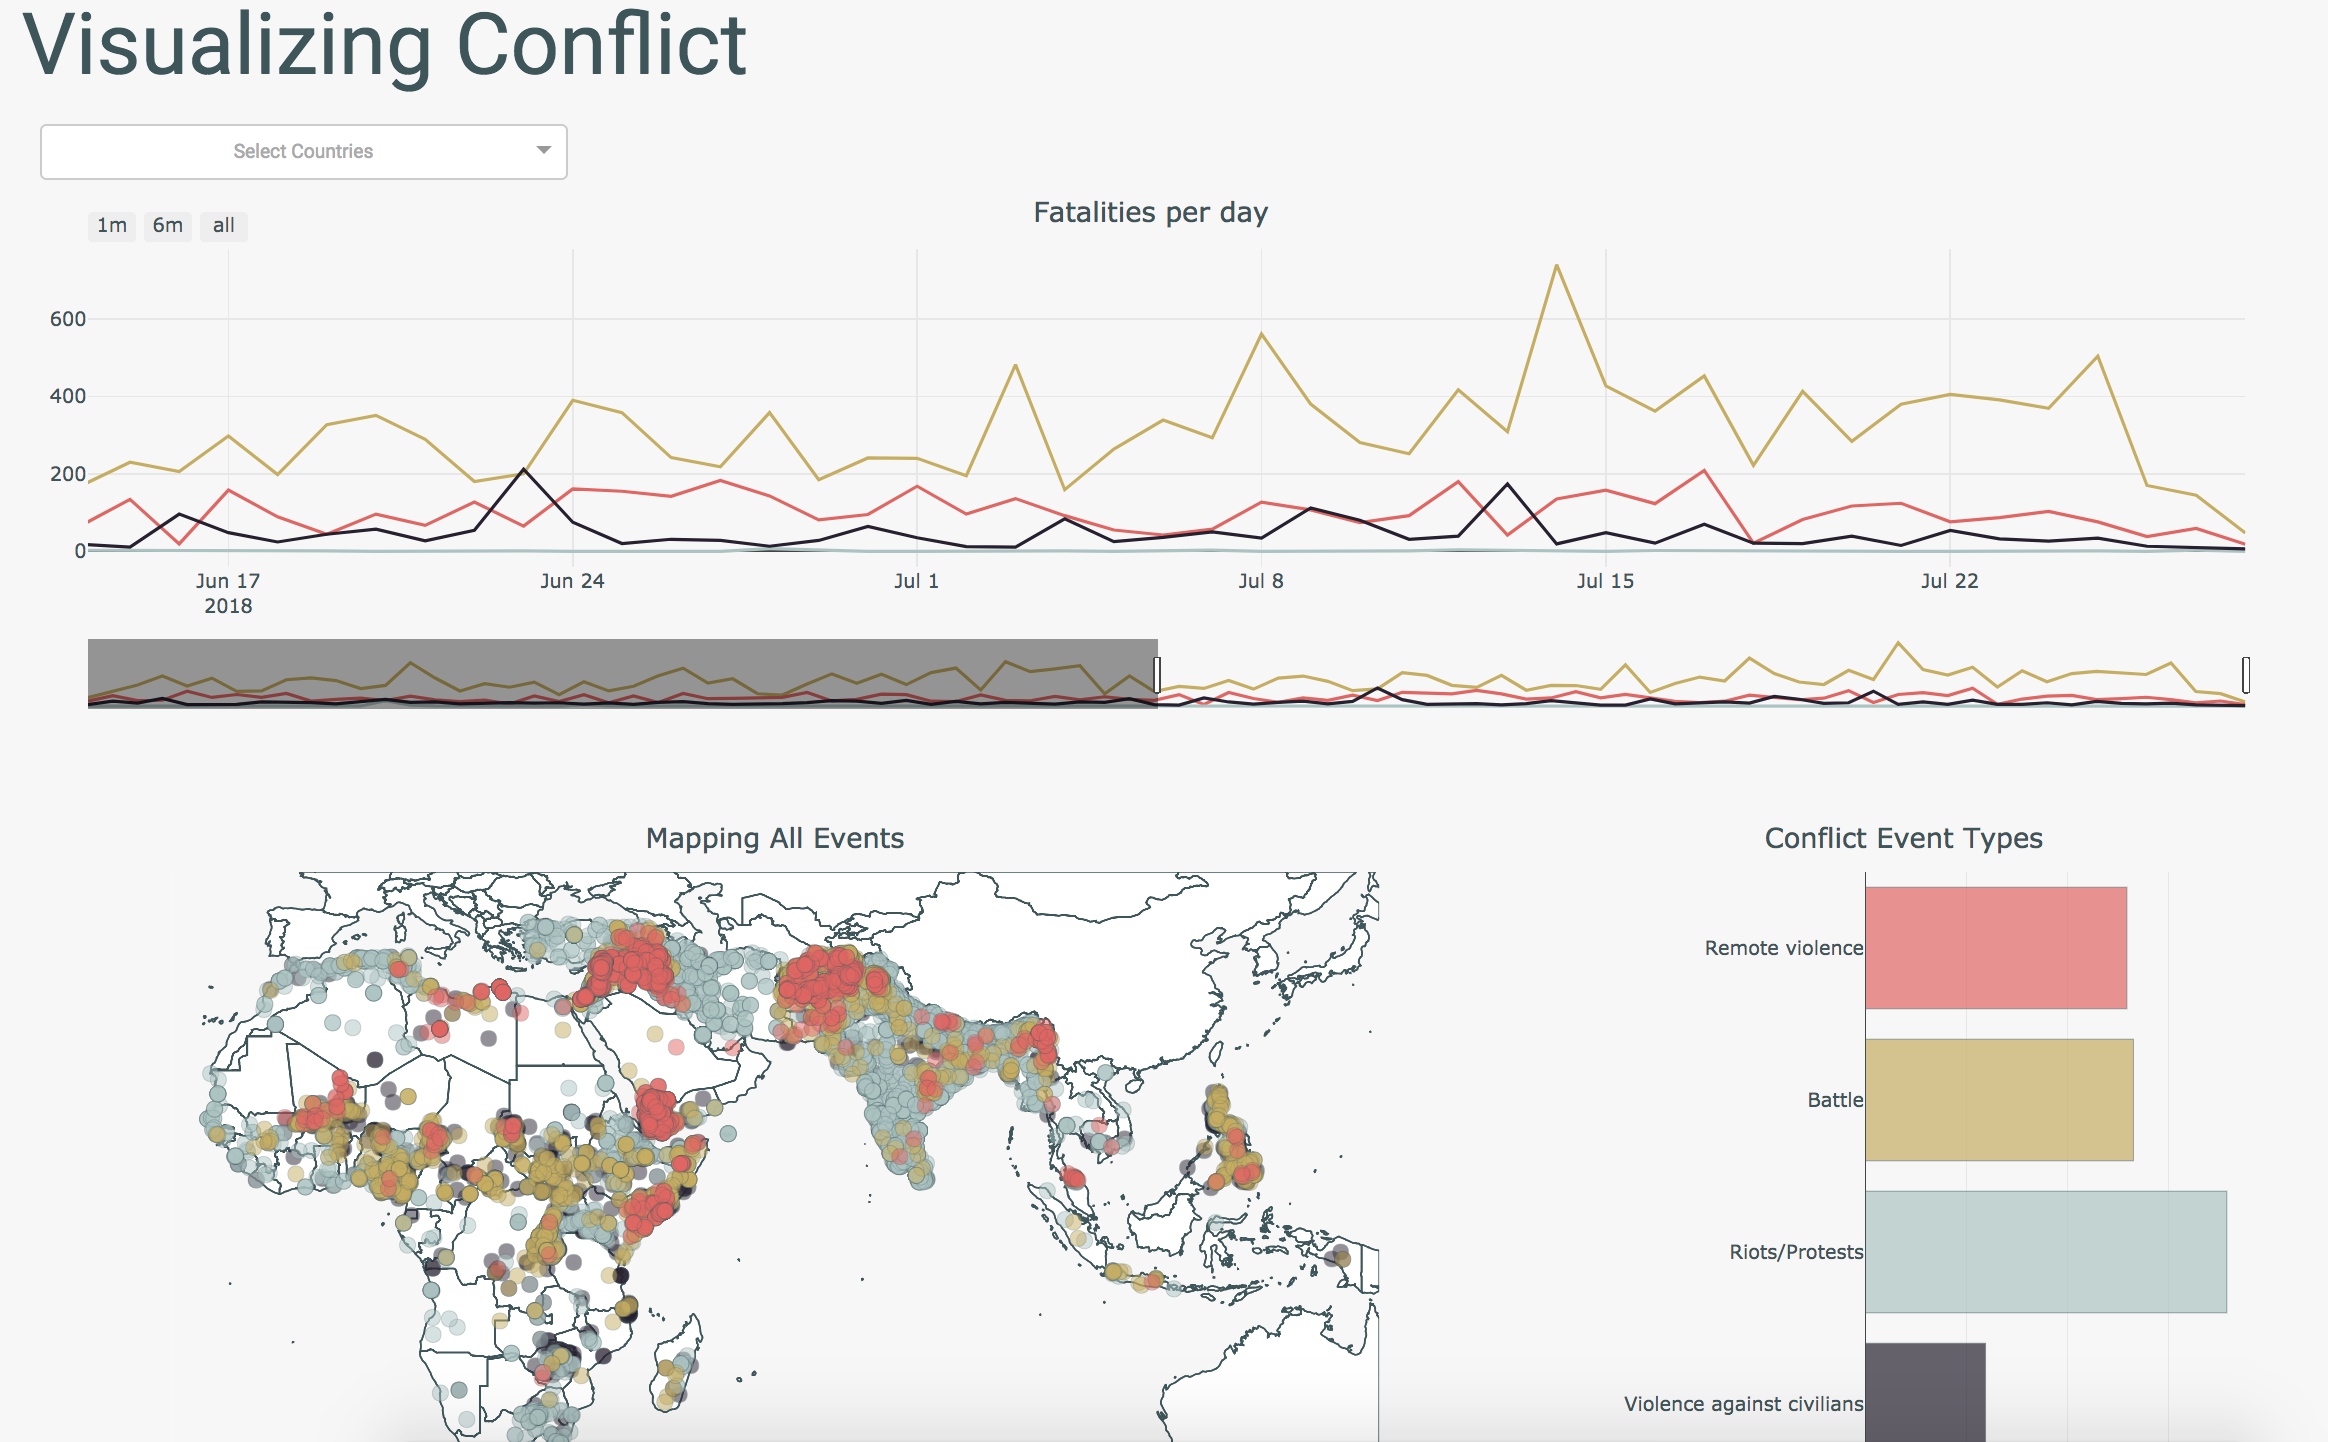 Visualizing Conflict
Select Countries
Fatalities per day
1m 6m all
600
400
200
0
Jun 17 Jun 24 Jul 1 Jul 8 Jul 15 Jul 22
2018
Mapping All Events
Conflict Event Types
Remote violence
Battle
Riots/Protests
Violence against civilians